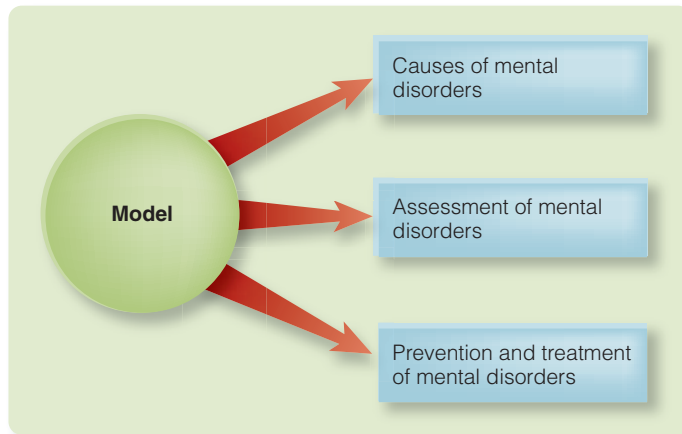 Causes of mental
disorders
Model
Assessment of mental
disorders
Prevention and treatment
of mental disorders